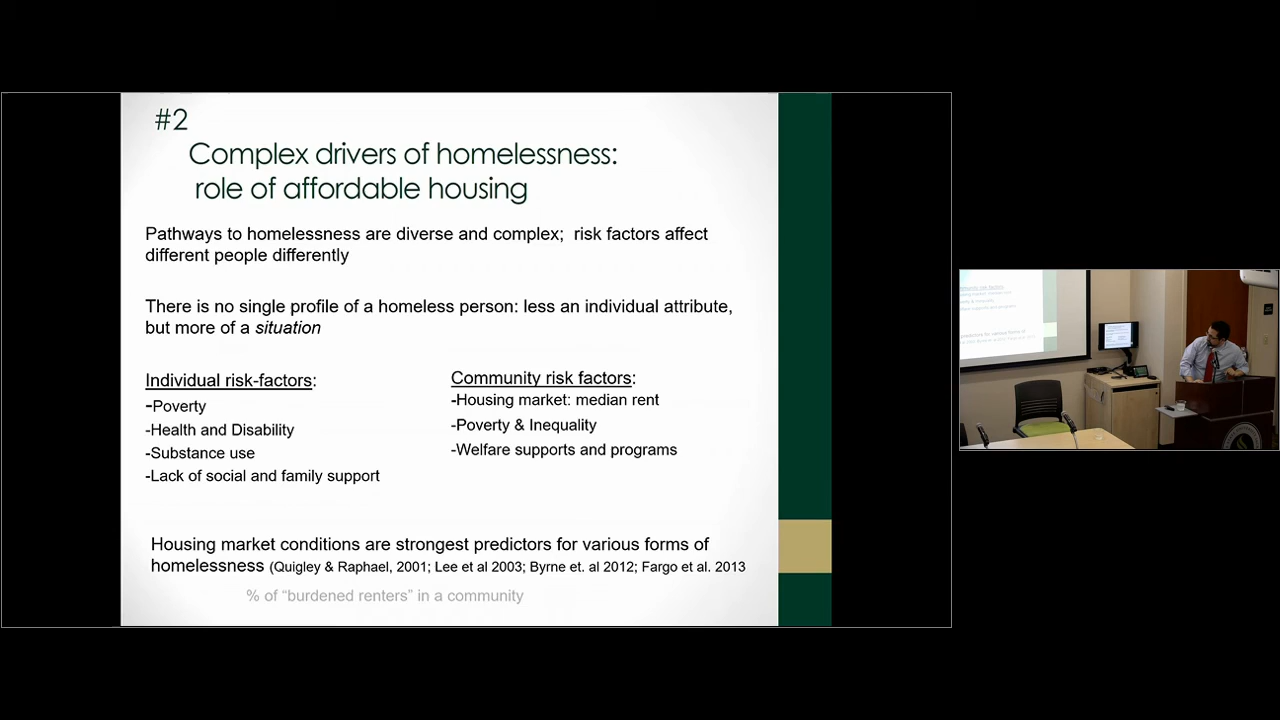 #2
Complex drivers of homelessness:
role of affordable housing
Pathways to homelessness are diverse and complex;  risk factors affect
different people differently
There is no single profile of a homeless person: less an individual attribute,
but more of a situation
Individual risk-factors:
-Poverty
-Health and Disability
-Substance use
-Lack of social and family support
Community risk factors:
-Housing market: median rent
-Poverty & Inequality
-Welfare supports and programs
Housing market conditions are strongest predictors for various forms of
homelessness (Quigley & Raphael, 2001; Lee et al 2003; Byrne et. al 2012; Fargo et al. 2013
% of “burdened renters” in a community